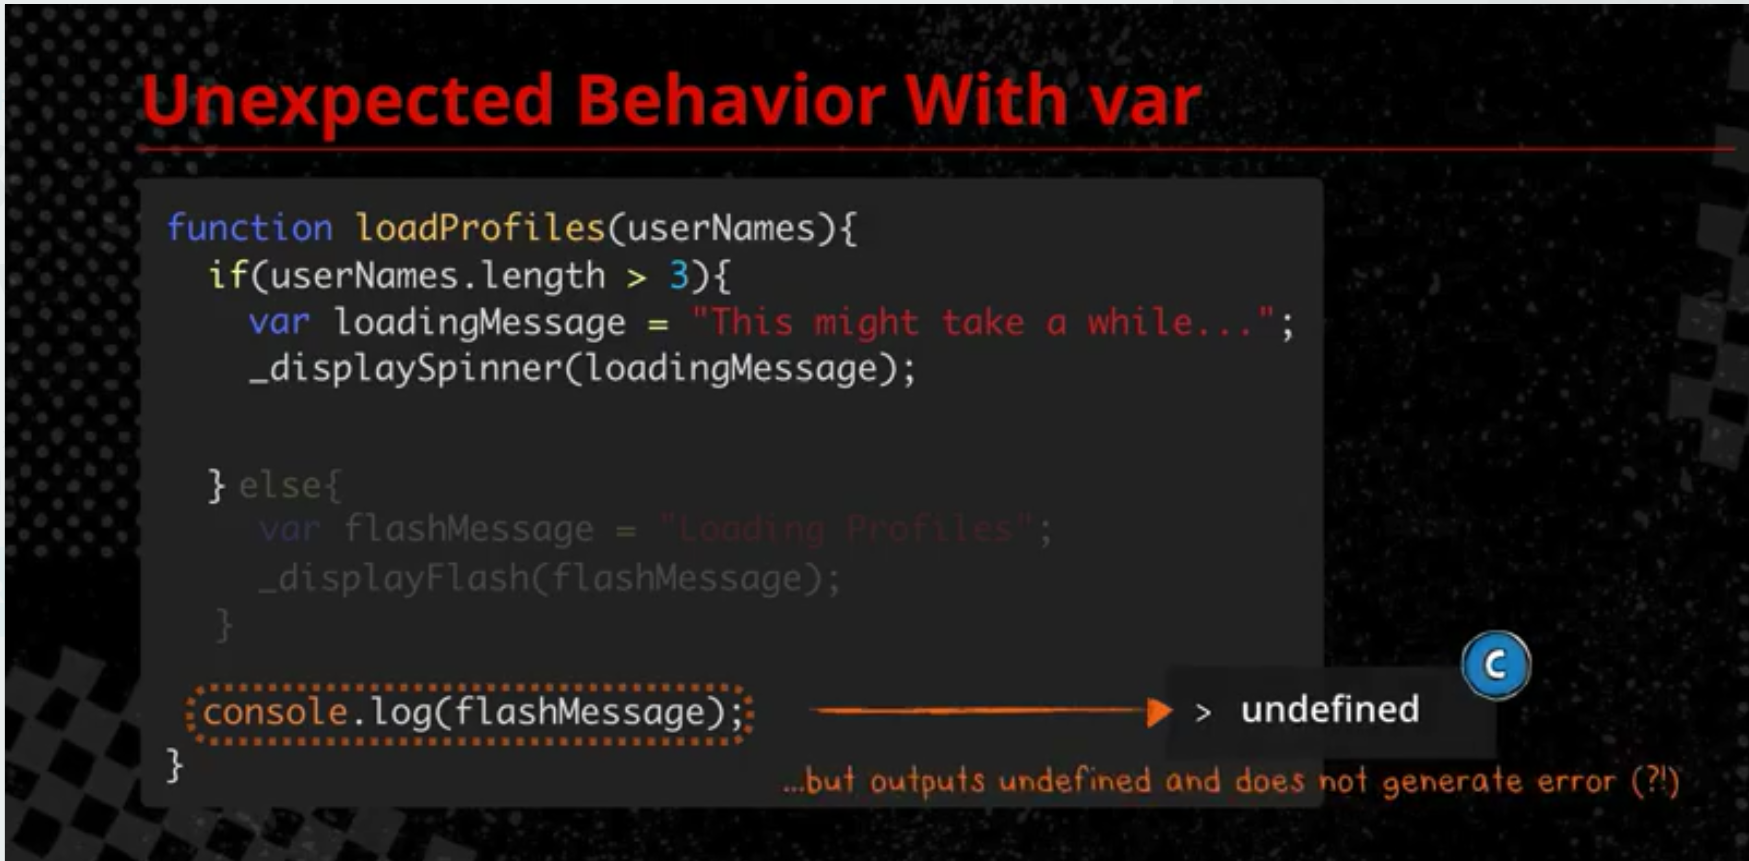 Unexpected Behavior With var
function loadProfiles(userNames){
if(userNames.length > 3){
var loadingMessage = "This might take a while...";
_displaySpinner(loadingMessage);
} else{
var flashMessage = "Loading Profiles";
_displayFlash(flashMessage);
}
console.log(flashMessage);
> undefined
}
...but outputs undefined and does not generate error (?!)
C